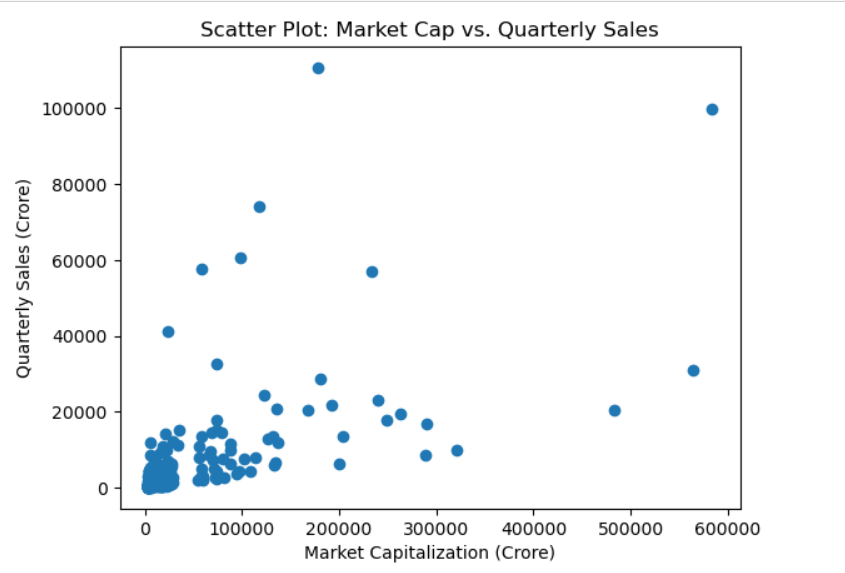 Scatter Plot: Market Cap vs. Quarterly Sales
100000
80000
60000
40000
20000
0
Quarterly Sales (Crore)
0 100000 200000 300000 400000 500000 600000
Market Capitalization (Crore)